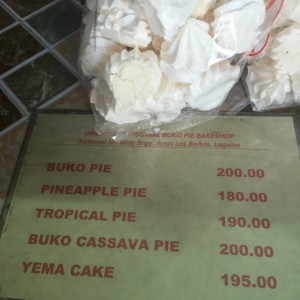 ORIGINAL BUKO PIE BAKESHOP
National Highway Brgy. Anos Los Baños, Laguna
BUKO PIE 200.00
PINEAPPLE PIE 180.00
TROPICAL PIE 190.00
BUKO CASSAVA PIE 200.00
YEMA CAKE 195.00